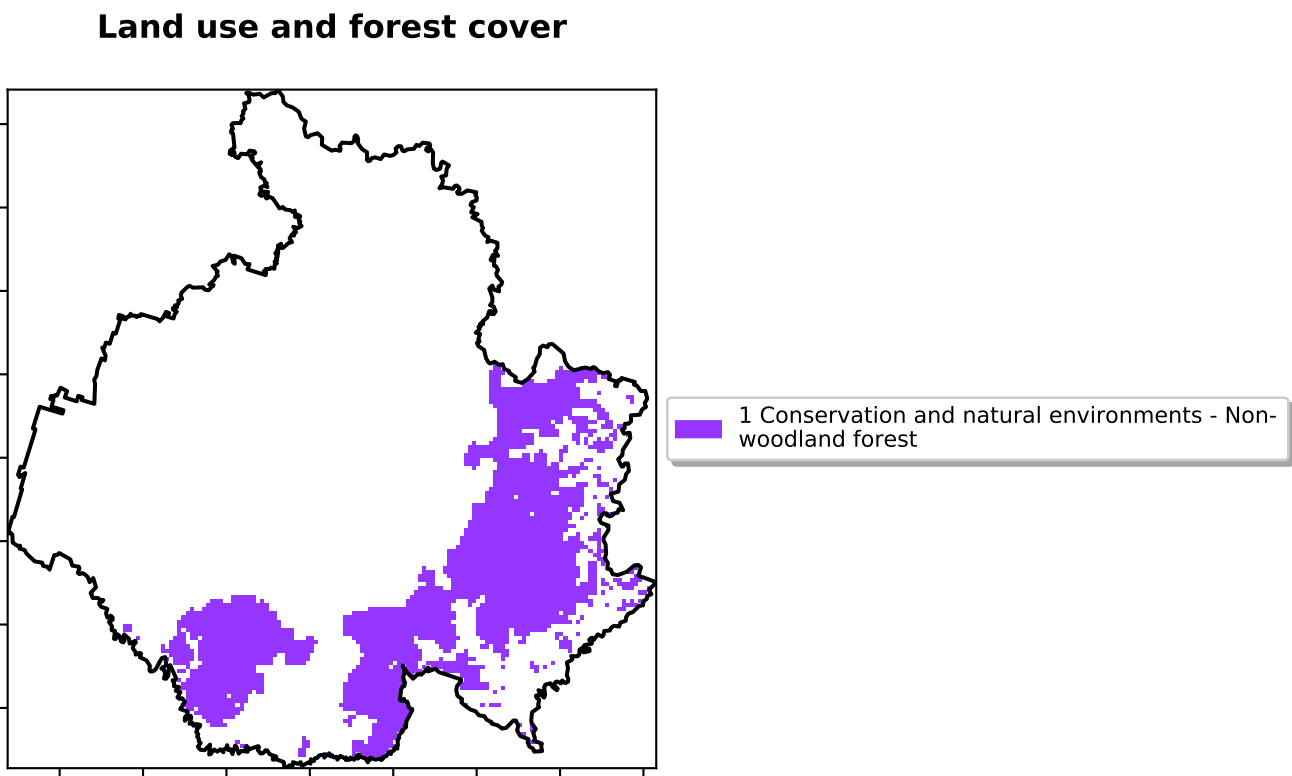 Land use and forest cover
1 Conservation and natural environments - Non-
woodland forest